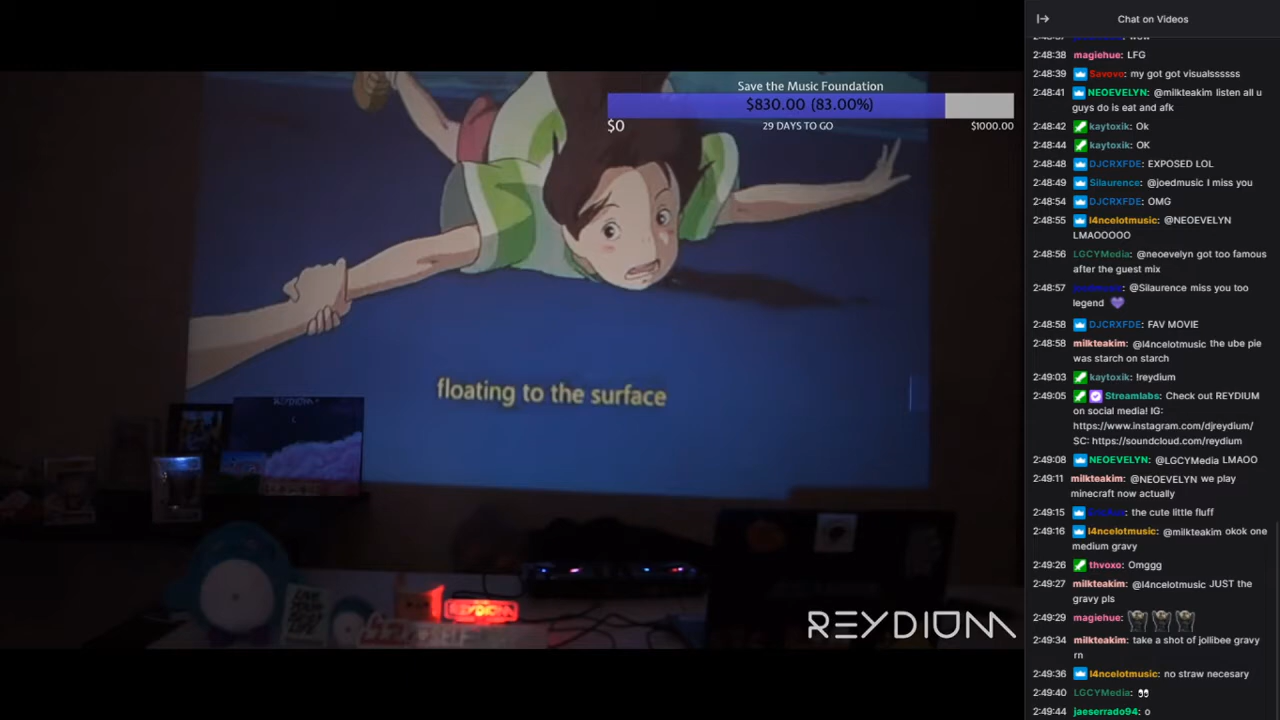 Save the Music Foundation
$830.00 (83.00%)
$0
29 DAYS TO GO
$1000.00
floating to the surface
REYDIUM
REYDIUM
REYDIUM
Chat on Videos
2:48:38 magiehue: LFG
2:48:39 Savovo: my got got visualsssss
2:48:41 NEOEVELYN: @milkteakim listen all u
guys do is eat and afk
2:48:42 kaytoxik: Ok
2:48:44 kaytoxik: OK
2:48:48 DJCRXFDE: EXPOSED LOL
2:48:49 Silaurence: @joedmusic I miss you
2:48:54 DJCRXFDE: OMG
2:48:55 l4ncelotmusic: @NEOEVELYN
LMAOOOOO
2:48:56 LGCYMedia: @neoevelyn got too famous
after the guest mix
2:48:57 : @Silaurence miss you too
legend
2:48:58 DJCRXFDE: FAV MOVIE
2:48:58 milkteakim: @l4ncelotmusic the ube pie
was starch on starch
2:49:03 kaytoxik: !reydium
2:49:05 Streamlabs: Check out REYDIUM
on social media! IG:
https://www.instagram.com/djreydium/
SC: https://soundcloud.com/reydium
2:49:08 NEOEVELYN: @LGCYMedia LMAOO
2:49:11 milkteakim: @NEOEVELYN we play
minecraft now actually
2:49:15 : the cute little fluff
2:49:16 l4ncelotmusic: @milkteakim okok one
medium gravy
2:49:26 thvoxo: Omggg
2:49:27 milkteakim: @l4ncelotmusic JUST the
gravy pls
2:49:29 magiehue:
2:49:34 milkteakim: take a shot of jollibee gravy
rn
2:49:36 l4ncelotmusic: no straw necesary
2:49:40 LGCYMedia: 👀
2:49:44 jaeserrado94: o